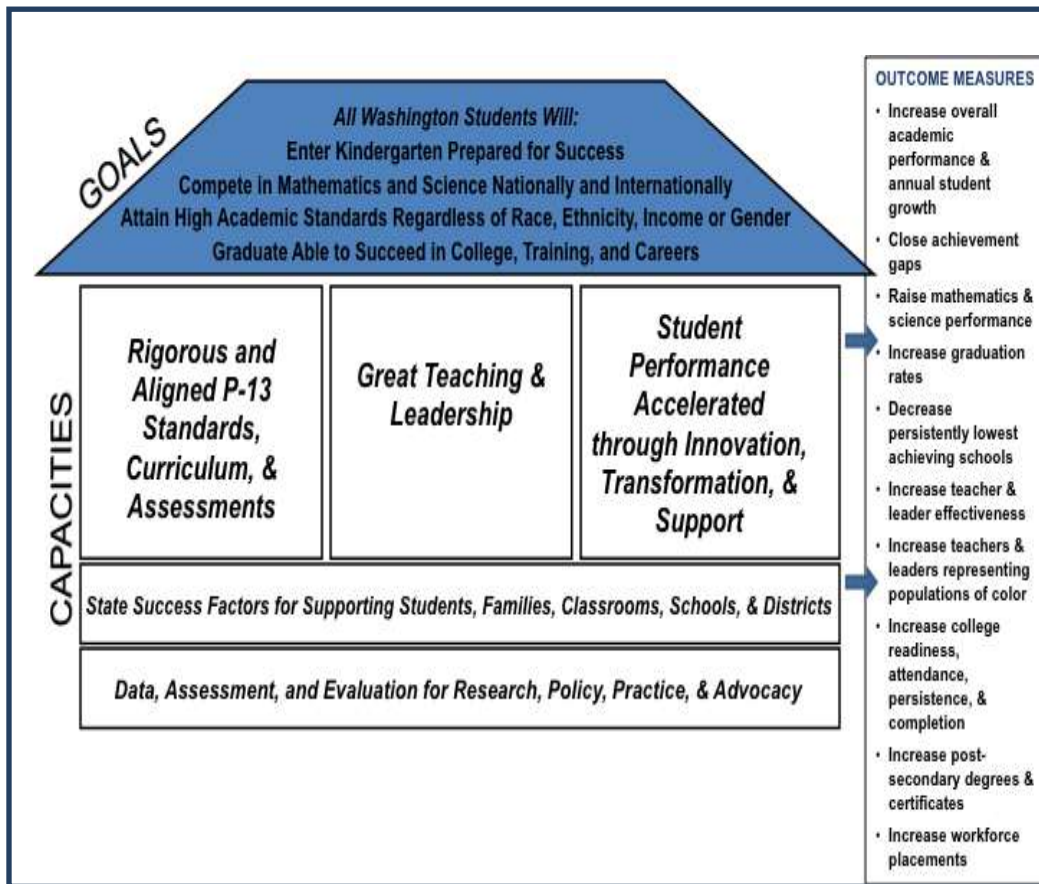 GOALS
All Washington Students Will:
Enter Kindergarten Prepared for Success
Compete in Mathematics and Science Nationally and Internationally
Attain High Academic Standards Regardless of Race, Ethnicity, Income or Gender
Graduate Able to Succeed in College, Training, and Careers
CAPACITIES
Rigorous and
Aligned P-13
Standards,
Curriculum, &
Assessments
Great Teaching &
Leadership
Student
Performance
Accelerated
through Innovation,
Transformation, &
Support
State Success Factors for Supporting Students, Families, Classrooms, Schools, & Districts
Data, Assessment, and Evaluation for Research, Policy, Practice, & Advocacy
OUTCOME MEASURES
• Increase overall
academic
performance &
annual student
growth
• Close achievement
gaps
• Raise mathematics &
science performance
• Increase graduation
rates
• Decrease
persistently lowest
achieving schools
• Increase teacher &
leader effectiveness
• Increase teachers &
leaders representing
populations of color
• Increase college
readiness,
attendance,
persistence, &
completion
• Increase post-
secondary degrees &
certificates
• Increase workforce
placements